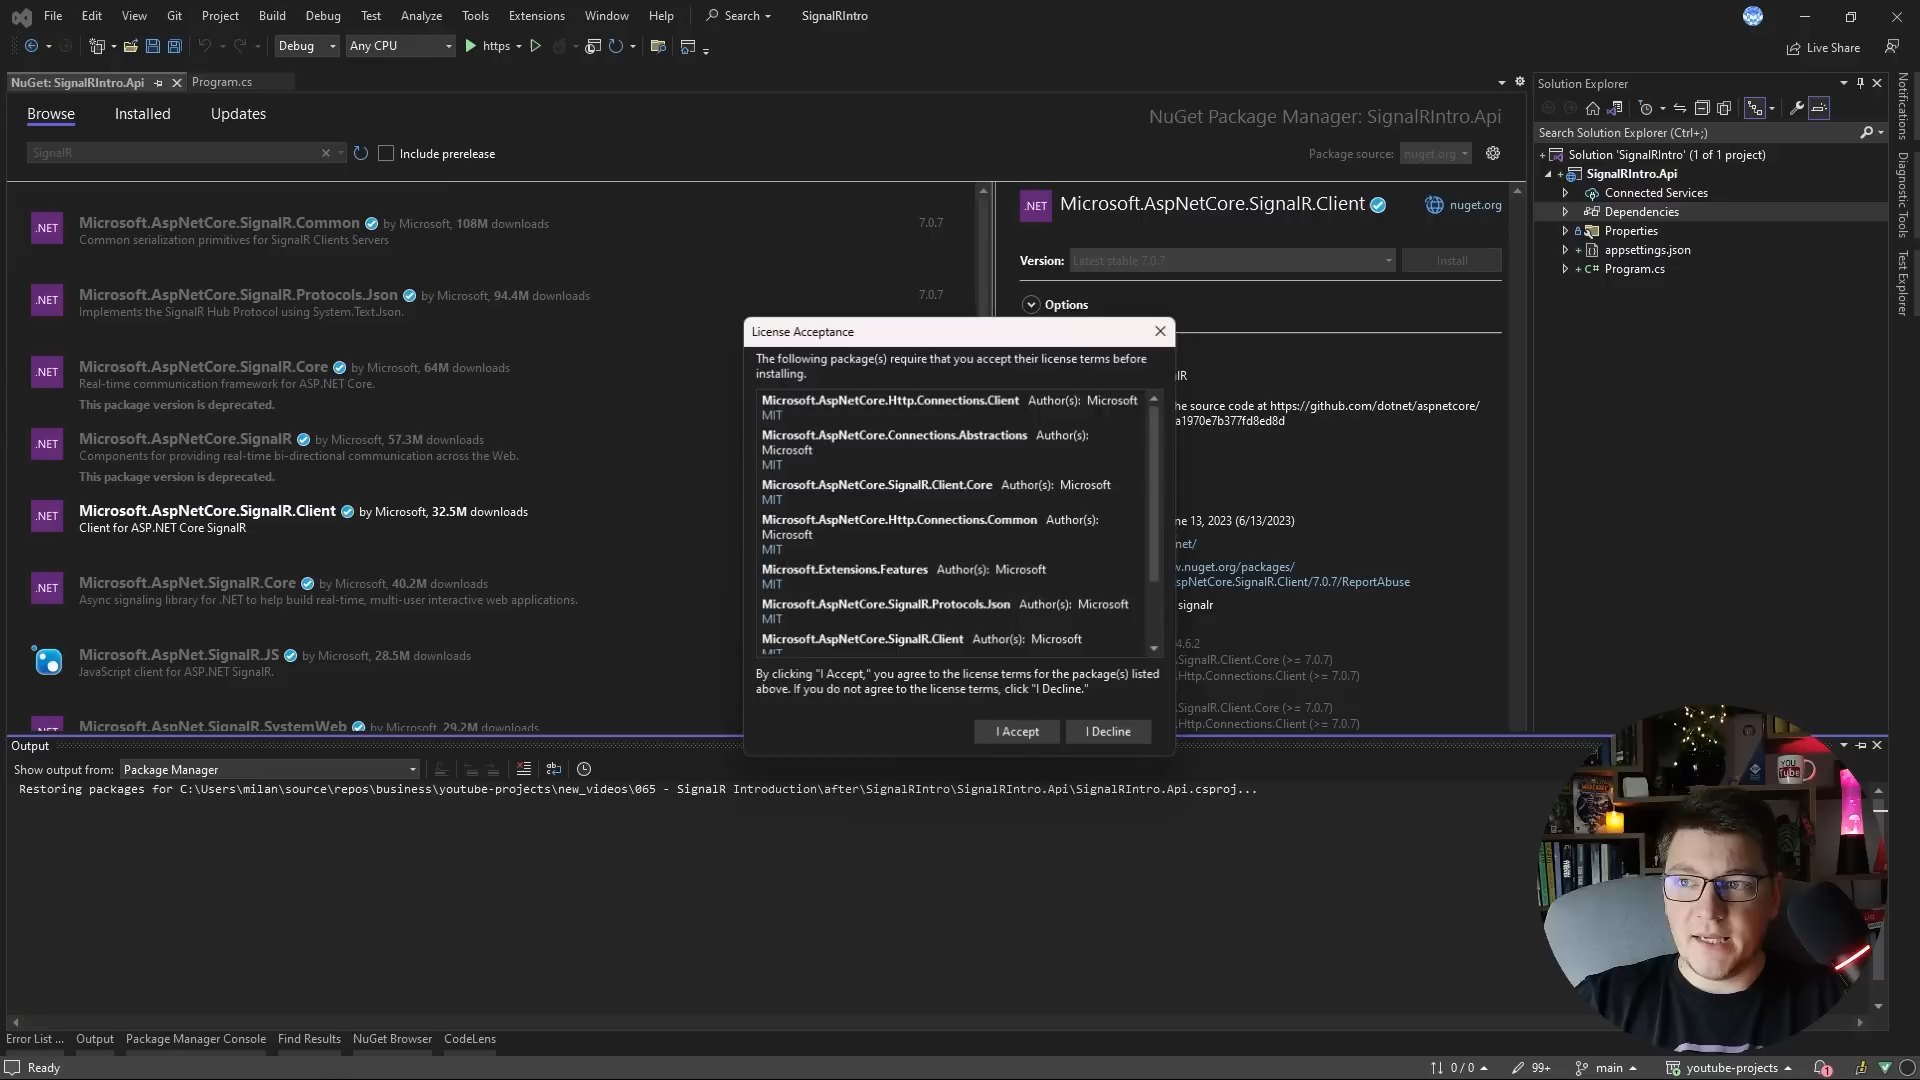 File Edit View Git Project Build Debug Test Analyze Tools Extensions Window Help Search SignalRIntro
Debug Any CPU https Live Share
NuGet: SignalRIntro.Api Program.cs
Browse Installed Updates
NuGet Package Manager: SignalRIntro.Api
SignalR Include prerelease Package source: nuget.org
.NET Microsoft.AspNetCore.SignalR.Common by Microsoft, 108M downloads 7.0.7
Common serialization primitives for SignalR Clients Servers
.NET Microsoft.AspNetCore.SignalR.Protocols.Json by Microsoft, 94.4M downloads 7.0.7
Implements the SignalR Hub Protocol using System.Text.Json.
.NET Microsoft.AspNetCore.SignalR.Core by Microsoft, 64M downloads
Real-time communication framework for ASP.NET Core.
This package version is deprecated.
.NET Microsoft.AspNetCore.SignalR by Microsoft, 57.3M downloads
Components for providing real-time bi-directional communication across the Web.
This package version is deprecated.
.NET Microsoft.AspNetCore.SignalR.Client by Microsoft, 32.5M downloads
Client for ASP.NET Core SignalR
.NET Microsoft.AspNet.SignalR.Core by Microsoft, 40.2M downloads
Async signaling library for .NET to help build real-time, multi-user interactive web applications.
Microsoft.AspNet.SignalR.JS by Microsoft, 28.5M downloads
JavaScript client for ASP.NET SignalR.
.NET Microsoft.AspNet.SignalR.SystemWeb by Microsoft, 29.2M downloads
.NET Microsoft.AspNetCore.SignalR.Client nuget.org
Version: Latest stable 7.0.7 Install
Options
lR
he source code at https://github.com/dotnet/aspnetcore/
a1970e7b377fd8ed8d
ne 13, 2023 (6/13/2023)
net/
w.nuget.org/packages/
spNetCore.SignalR.Client/7.0.7/ReportAbuse
signalr
4.6.2
.SignalR.Client.Core (>= 7.0.7)
.Http.Connections.Client (>= 7.0.7)
.SignalR.Client.Core (>= 7.0.7)
.Http.Connections.Client (>= 7.0.7)
License Acceptance
The following package(s) require that you accept their license terms before
installing.
Microsoft.AspNetCore.Http.Connections.Client Author(s): Microsoft
MIT
Microsoft.AspNetCore.Connections.Abstractions Author(s):
Microsoft
MIT
Microsoft.AspNetCore.SignalR.Client.Core Author(s): Microsoft
MIT
Microsoft.AspNetCore.Http.Connections.Common Author(s):
Microsoft
MIT
Microsoft.Extensions.Features Author(s): Microsoft
MIT
Microsoft.AspNetCore.SignalR.Protocols.Json Author(s): Microsoft
MIT
Microsoft.AspNetCore.SignalR.Client Author(s): Microsoft
MIT
By clicking "I Accept," you agree to the license terms for the package(s) listed
above. If you do not agree to the license terms, click "I Decline."
I Accept I Decline
Solution Explorer
Search Solution Explorer (Ctrl+;)
Solution 'SignalRIntro' (1 of 1 project)
SignalRIntro.Api
Connected Services
Dependencies
Properties
appsettings.json
C# Program.cs
Notifications
Diagnostic Tools
Test Explorer
Output
Show output from: Package Manager
Restoring packages for C:\Users\milan\source\repos\business\youtube-projects\new_videos\065 - SignalR Introduction\after\SignalRIntro\SignalRIntro.Api\SignalRIntro.Api.csproj...
YOU
Tube
Error List ... Output Package Manager Console Find Results NuGet Browser CodeLens
Ready 0 / 0 99+ main youtube-projects 1